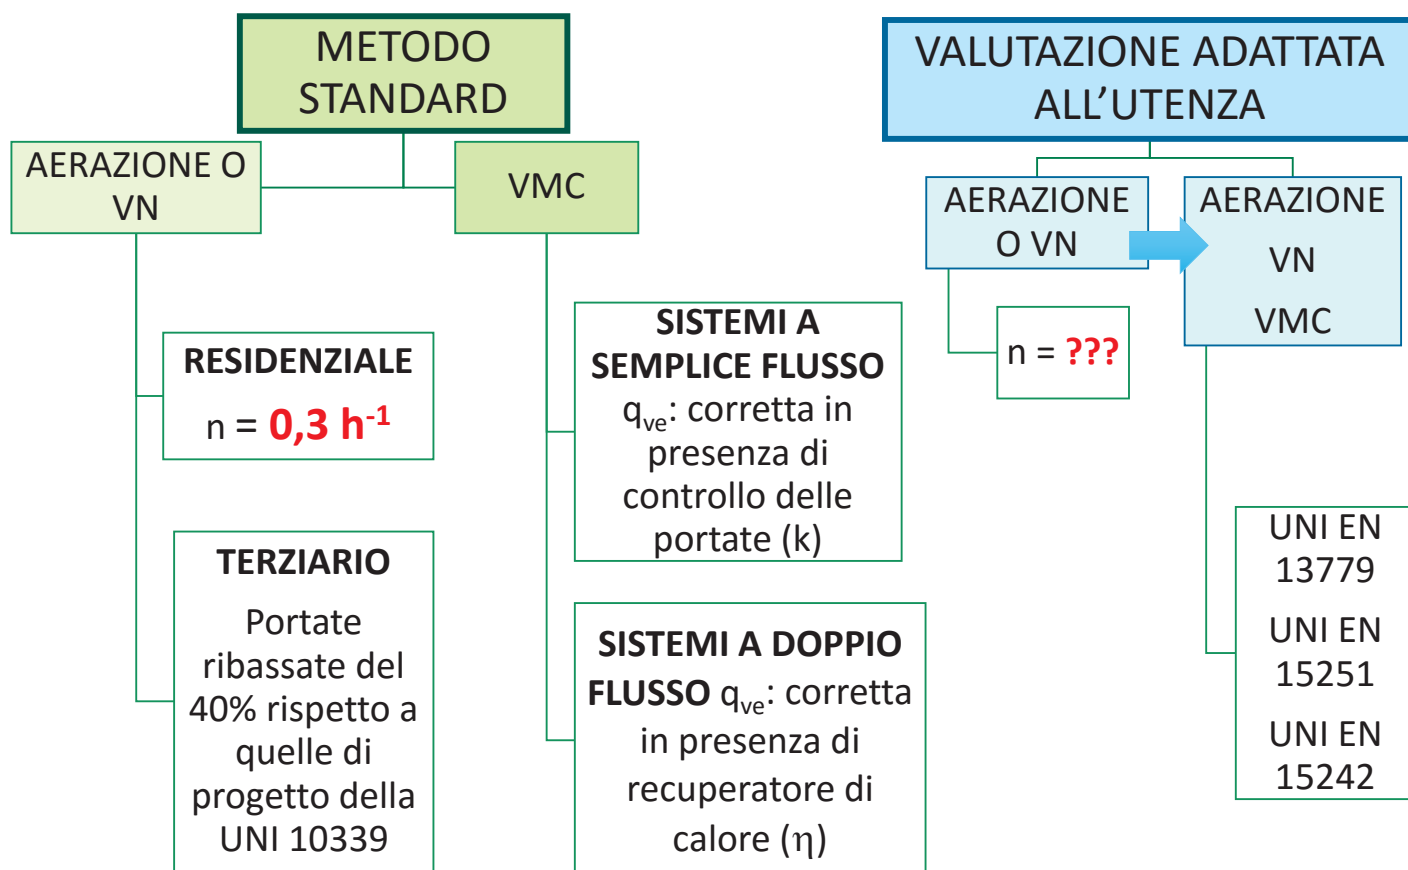 METODO
STANDARD
AERAZIONE O
VN
VMC
RESIDENZIALE
n = 0,3 h-1
TERZIARIO
Portate
ribassate del
40% rispetto a
quelle di
progetto della
UNI 10339
SISTEMI A
SEMPLICE FLUSSO
qve: corretta in
presenza di
controllo delle
portate (k)
SISTEMI A DOPPIO
FLUSSO qve: corretta
in presenza di
recuperatore di
calore (η)
VALUTAZIONE ADATTATA
ALL’UTENZA
AERAZIONE
O VN
n = ???
AERAZIONE
VN
VMC
UNI EN
13779
UNI EN
15251
UNI EN
15242